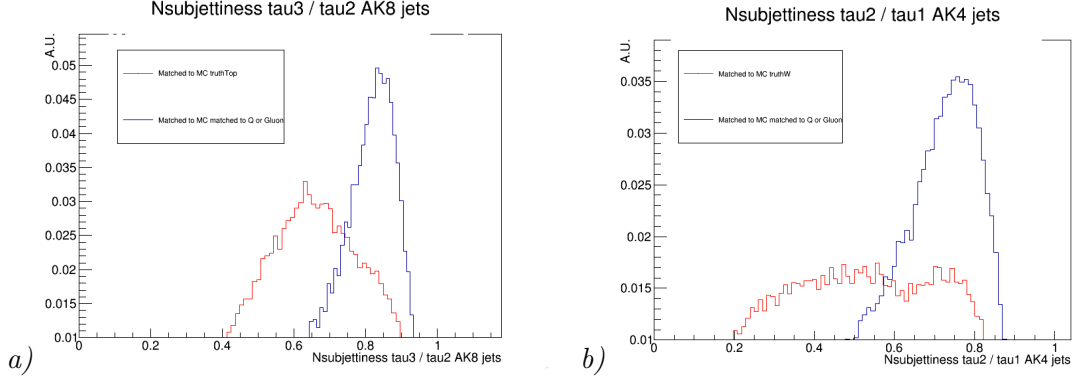 Nsubjettiness tau3 / tau2 AK8 jets
A.U.
Matched to MC truthTop
Matched to MC matched to Q or Gluon
0.05
0.045
0.04
0.035
0.03
0.025
0.02
0.015
0.01
0 0.2 0.4 0.6 0.8 1
Nsubjettiness tau3 / tau2 AK8 jets
a)
Nsubjettiness tau2 / tau1 AK4 jets
A.U.
Matched to MC truthW
Matched to MC matched to Q or Gluon
0.035
0.03
0.025
0.02
0.015
0.01
0 0.2 0.4 0.6 0.8 1
Nsubjettiness tau2 / tau1 AK4 jets
b)